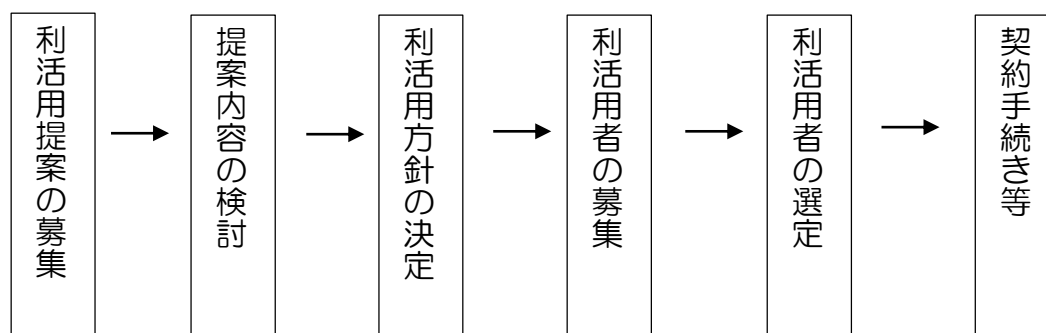 利活用提案の募集
提案内容の検討
利活用方針の決定
利活用者の募集
利活用者の選定
契約手続き等